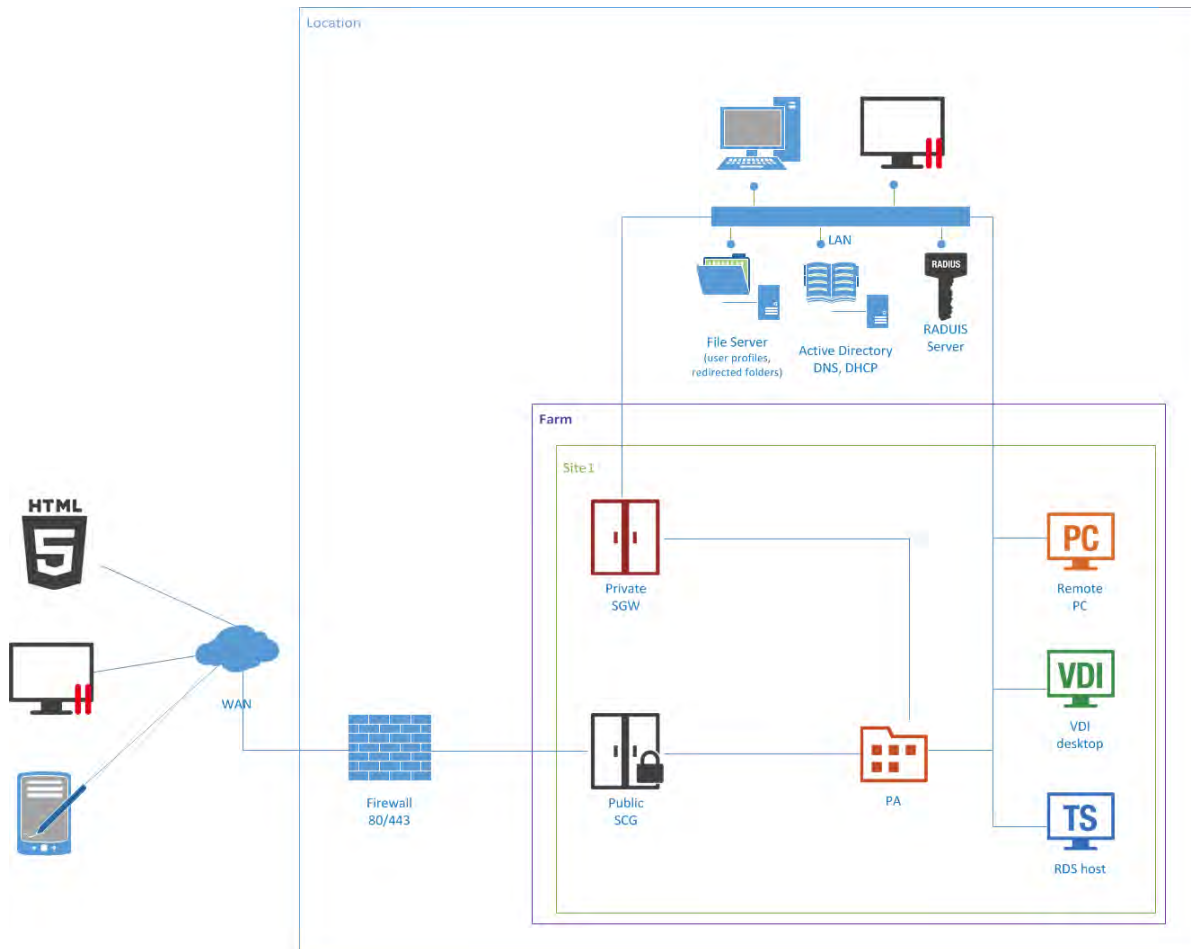 Location
LAN
RADIUS
File Server
(user profiles,
redirected folders)
Active Directory
DNS, DHCP
RADUIS
Server
Farm
Site1
HTML
5
Private
SGW
PC
Remote
PC
WAN
VDI
VDI
desktop
Firewall
80/443
Public
SCG
PA
TS
RDS host